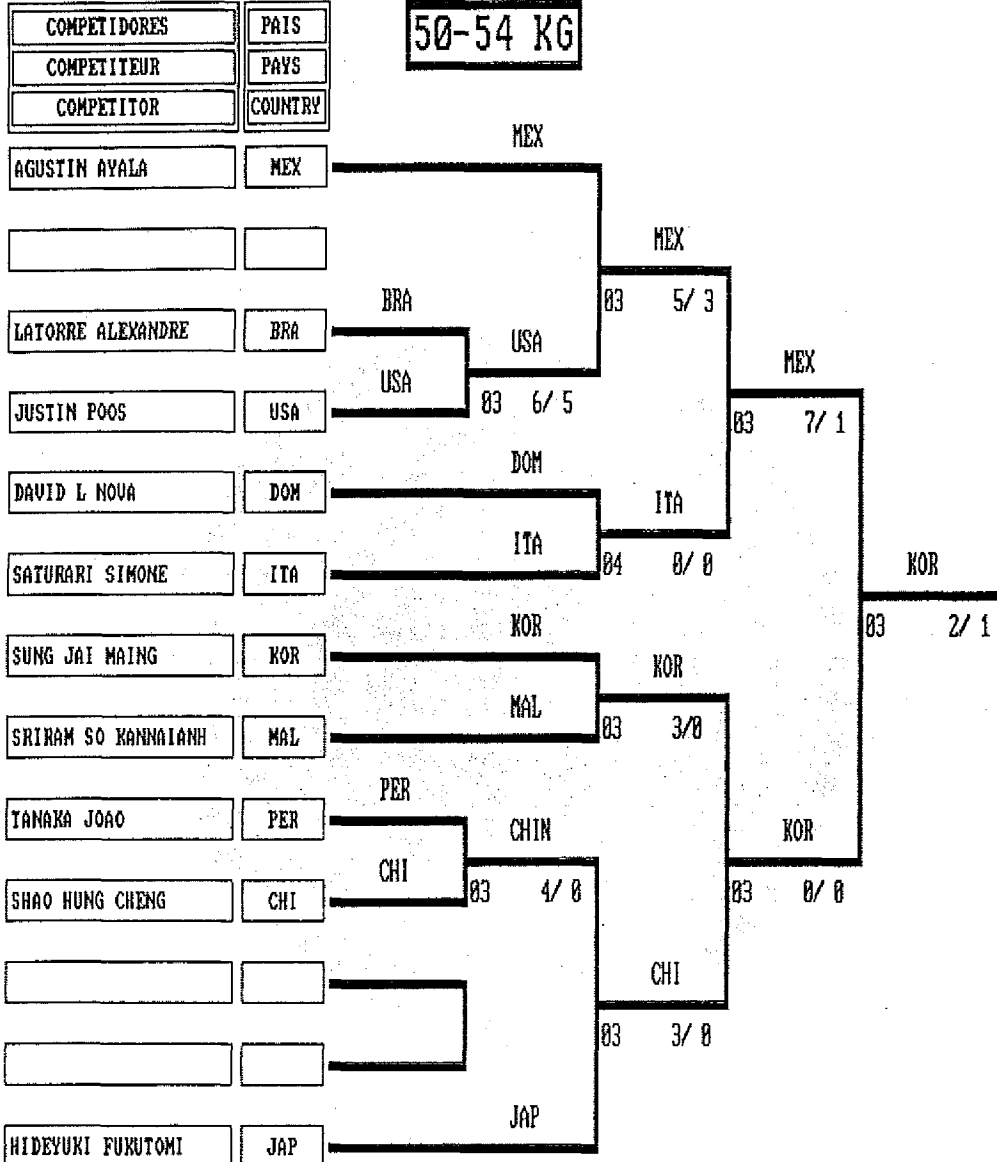 COMPETIDORES PAIS 50-54 KG
COMPETITEUR PAYS
COMPETITOR COUNTRY
MEX
AGUSTIN AYALA MEX
MEX
BRA 03 5/ 3
LATORRE ALEXANDRE BRA
USA
USA MEX
JUSTIN POOS USA 03 6/ 5
03 7/ 1
DOM
DAVID L NOVA DOM
ITA
ITA
SATURARI SIMONE ITA 04 0/ 0 KOR
KOR 03 2/ 1
SUNG JAI MAING KOR KOR
MAL
SRIRAM SO KANNAIANH MAL 03 3/0
PER
TANAKA JOAO PER CHIN KOR
CHI
SHAO HUNG CHENG CHI 03 4/ 0 03 0/ 0
CHI
03 3/ 0
JAP
HIDEYUKI FUKUTOMI JAP